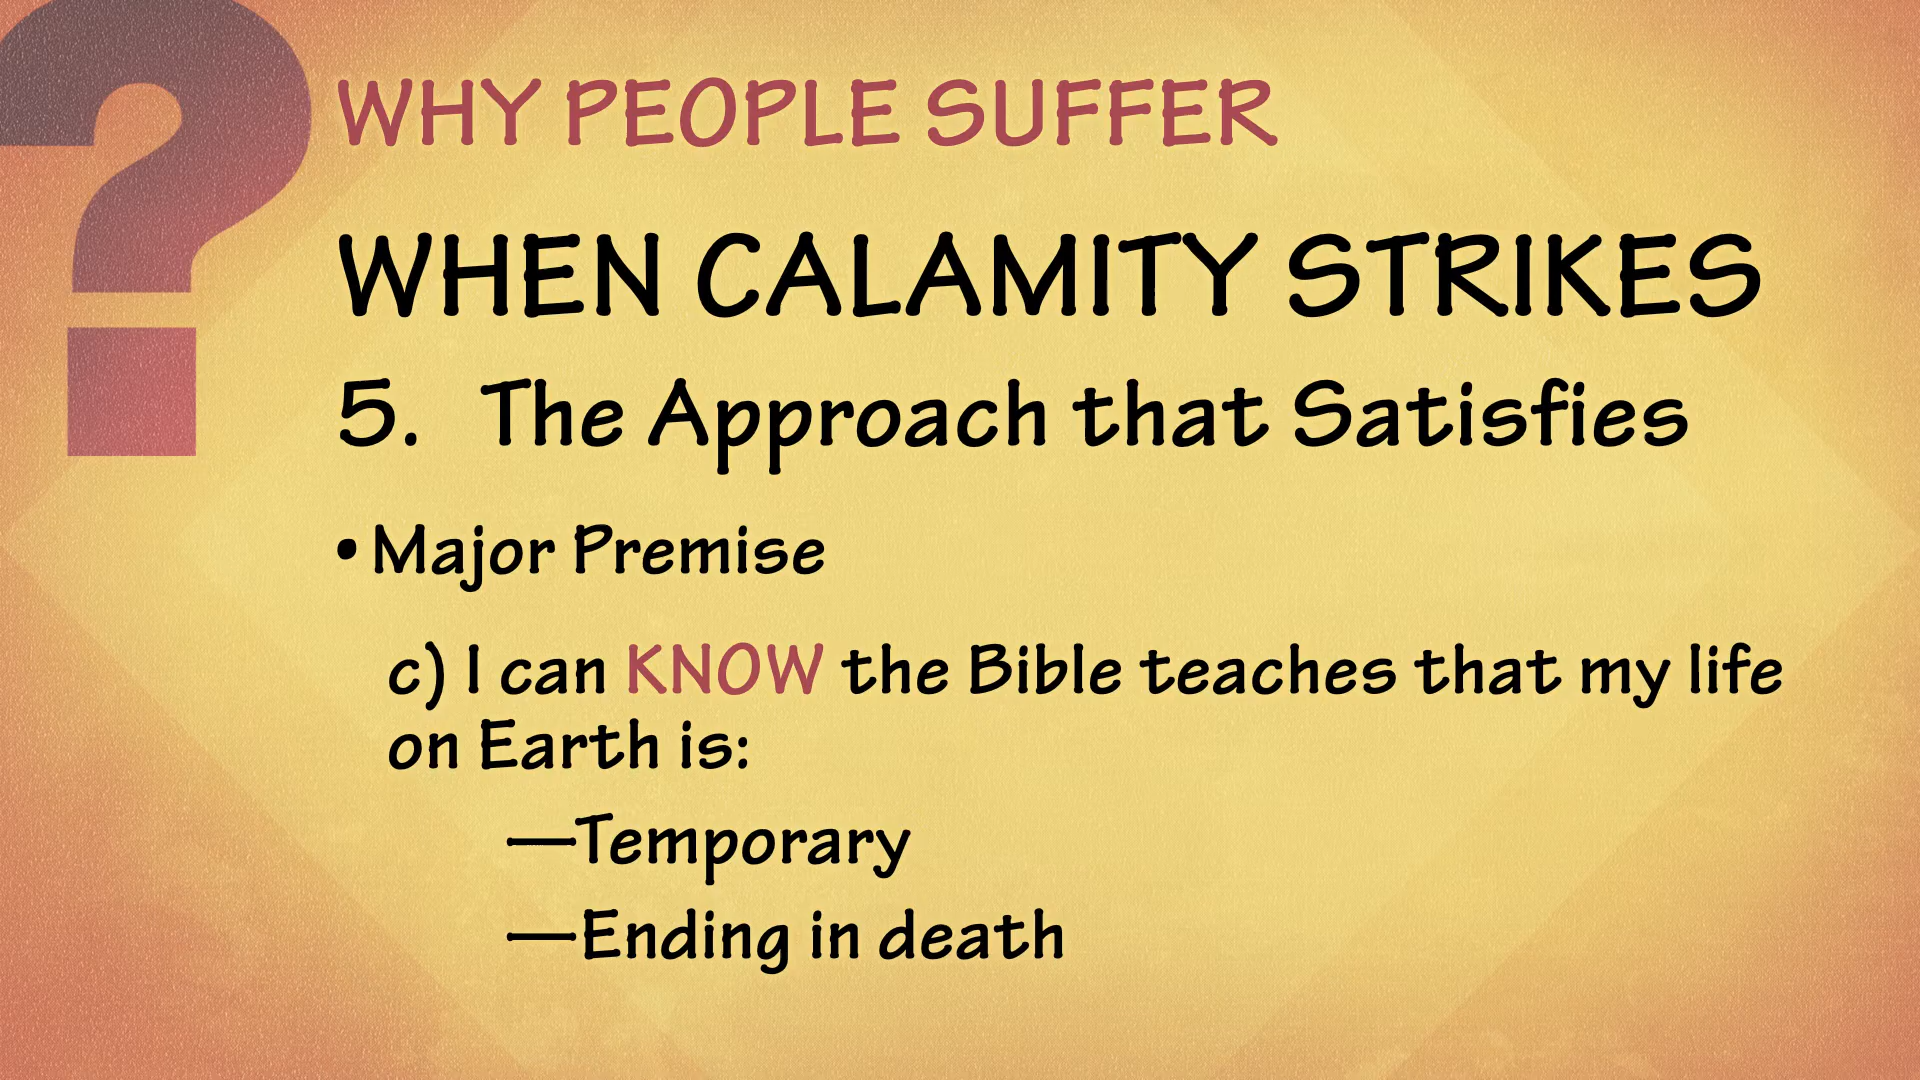 ?
WHY PEOPLE SUFFER
WHEN CALAMITY STRIKES
5. The Approach that Satisfies
• Major Premise
c) I can KNOW the Bible teaches that my life
on Earth is:
—Temporary
—Ending in death